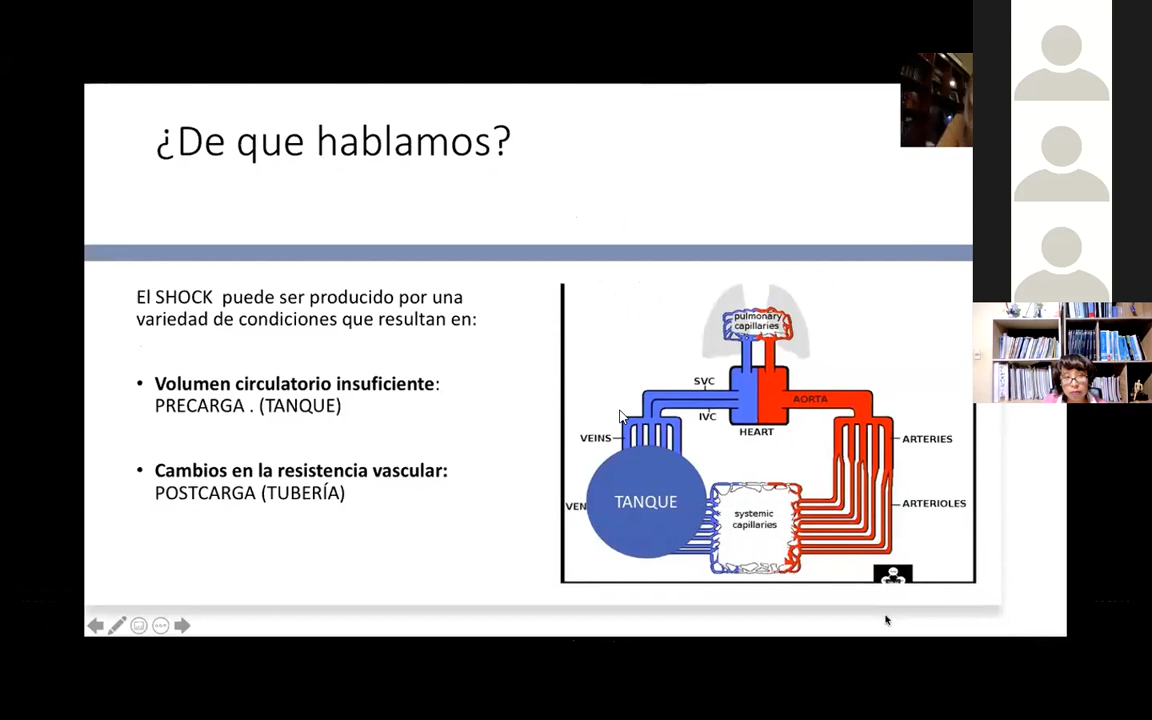 ¿De que hablamos?
El SHOCK puede ser producido por una
variedad de condiciones que resultan en:
• Volumen circulatorio insuficiente:
PRECARGA . (TANQUE)
• Cambios en la resistencia vascular:
POSTCARGA (TUBERÍA)
pulmonary
capillaries
SVC
AORTA
IVC
HEART
VEINS
ARTERIES
VEN
TANQUE
systemic
capillaries
ARTERIOLES